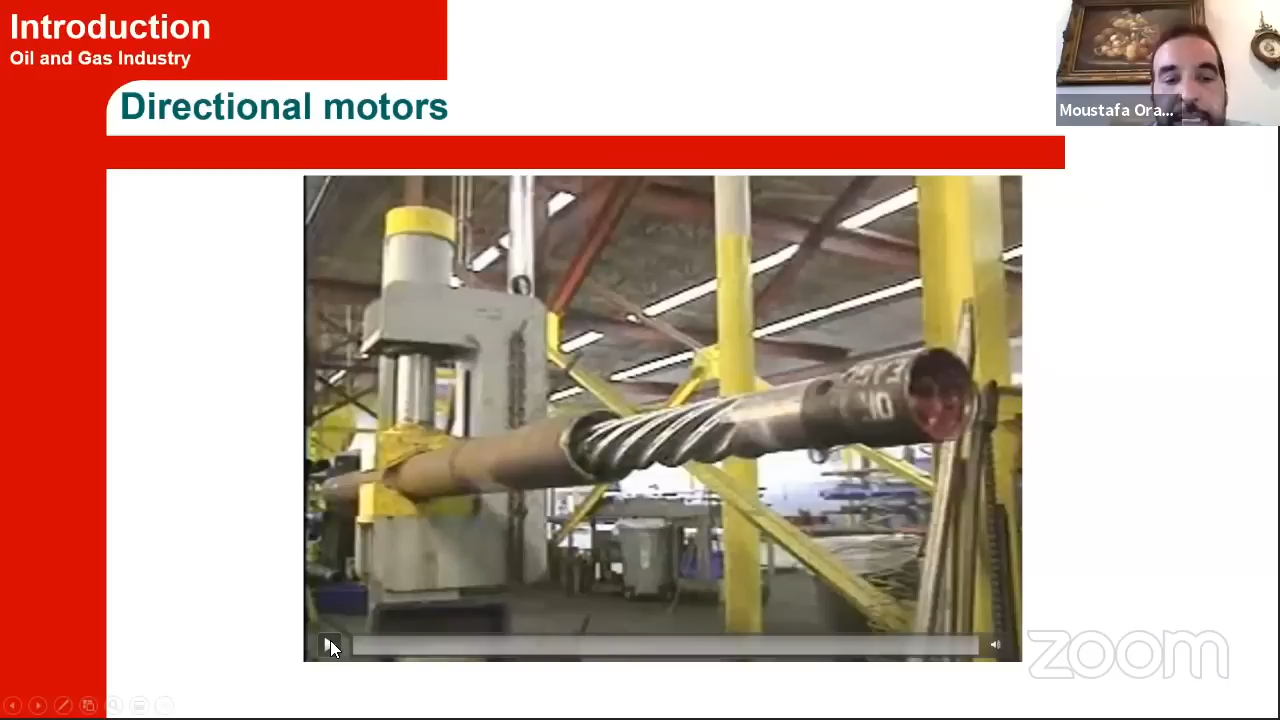 Introduction
Oil and Gas Industry
Directional motors
Moustafa Ora...
zoom